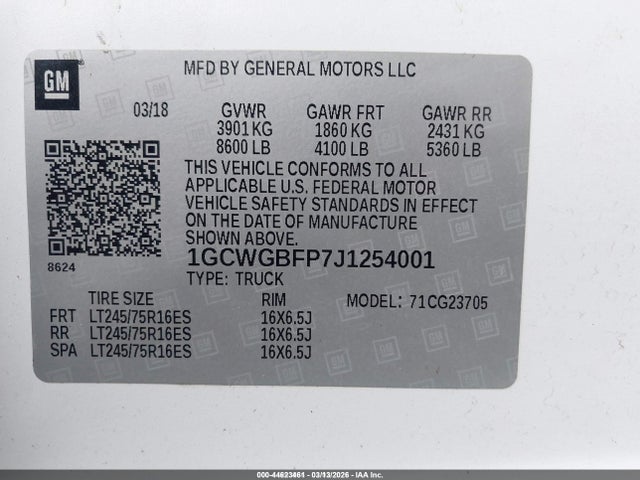 GM
MFD BY GENERAL MOTORS LLC
03/18 GVWR GAWR FRT GAWR RR
3901 KG 1860 KG 2431 KG
8600 LB 4100 LB 5360 LB
THIS VEHICLE CONFORMS TO ALL
APPLICABLE U.S. FEDERAL MOTOR
VEHICLE SAFETY STANDARDS IN EFFECT
ON THE DATE OF MANUFACTURE
SHOWN ABOVE.
8624
1GCWGBFP7J1254001
TYPE: TRUCK
TIRE SIZE RIM MODEL: 71CG23705
FRT LT245/75R16ES 16X6.5J
RR LT245/75R16ES 16X6.5J
SPA LT245/75R16ES 16X6.5J
000-44623461 - 03/13/2026 - IAA Inc.